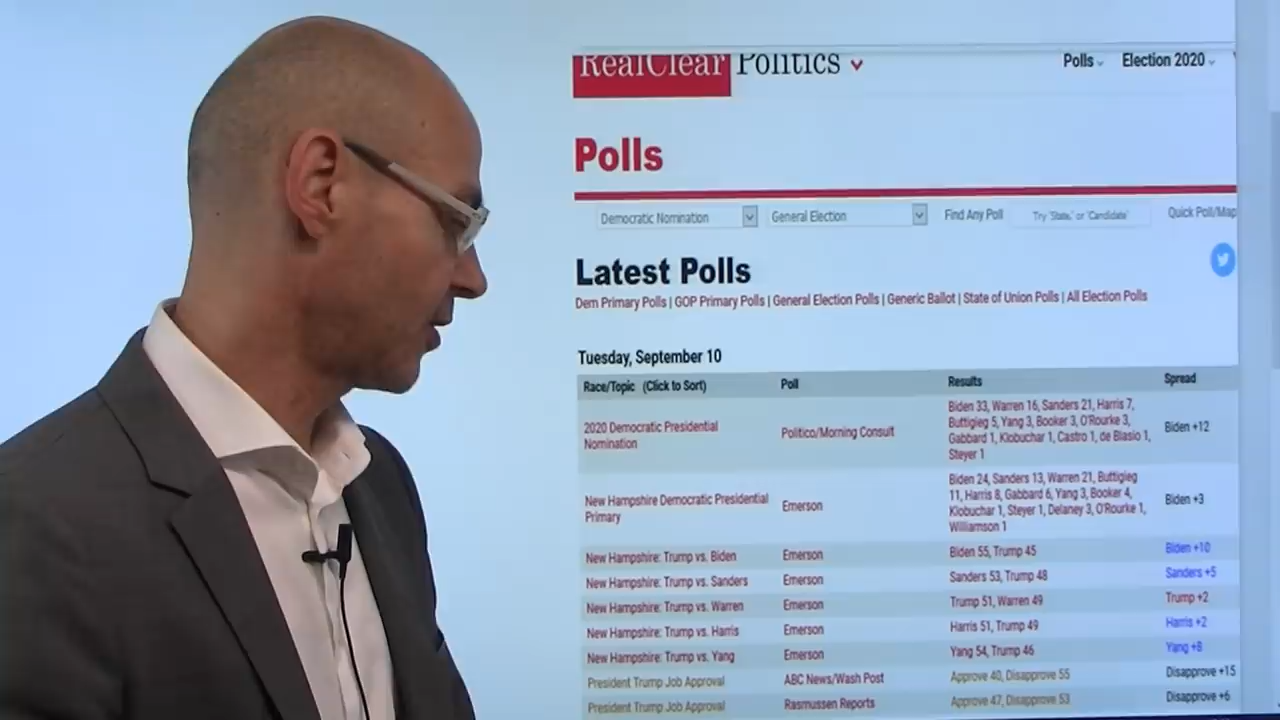 RealClear Politics
Polls
Election 2020
Polls
Democratic Nomination
General Election
Find Any Poll
Try 'State,' or 'Candidate'
Quick Poll/Map
Latest Polls
Dem Primary Polls | GOP Primary Polls | General Election Polls | Generic Ballot | State of Union Polls | All Election Polls
Tuesday, September 10
Race/Topic (Click to Sort) Poll Results Spread
2020 Democratic Presidential
Nomination
Politico/Morning Consult
Biden 33, Warren 16, Sanders 21, Harris 7,
Buttigieg 5, Yang 3, Booker 3, O'Rourke 3,
Gabbard 1, Klobuchar 1, Castro 1, de Blasio 1,
Steyer 1
Biden +12
New Hampshire Democratic Presidential
Primary
Emerson
Biden 24, Sanders 13, Warren 21, Buttigieg
11, Harris 8, Gabbard 6, Yang 3, Booker 4,
Klobuchar 1, Steyer 1, Delaney 3, O'Rourke 1,
Williamson 1
Biden +3
New Hampshire: Trump vs. Biden Emerson Biden 55, Trump 45 Biden +10
New Hampshire: Trump vs. Sanders Emerson Sanders 53, Trump 48 Sanders +5
New Hampshire: Trump vs. Warren Emerson Trump 51, Warren 49 Trump +2
New Hampshire: Trump vs. Harris Emerson Harris 51, Trump 49 Harris +2
New Hampshire: Trump vs. Yang Emerson Yang 54, Trump 46 Yang +8
President Trump Job Approval ABC News/Wash Post Approve 40, Disapprove 55 Disapprove +15
President Trump Job Approval Rasmussen Reports Approve 47, Disapprove 53 Disapprove +6